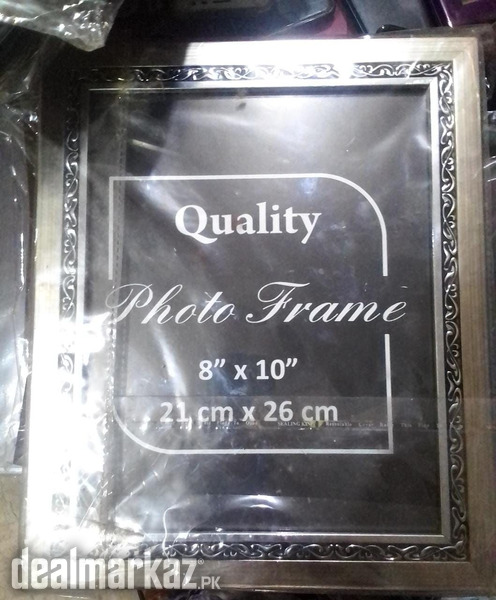 Quality
Photo Frame
8” x 10”
21 cm x 26 cm
dealmarkaz.PK